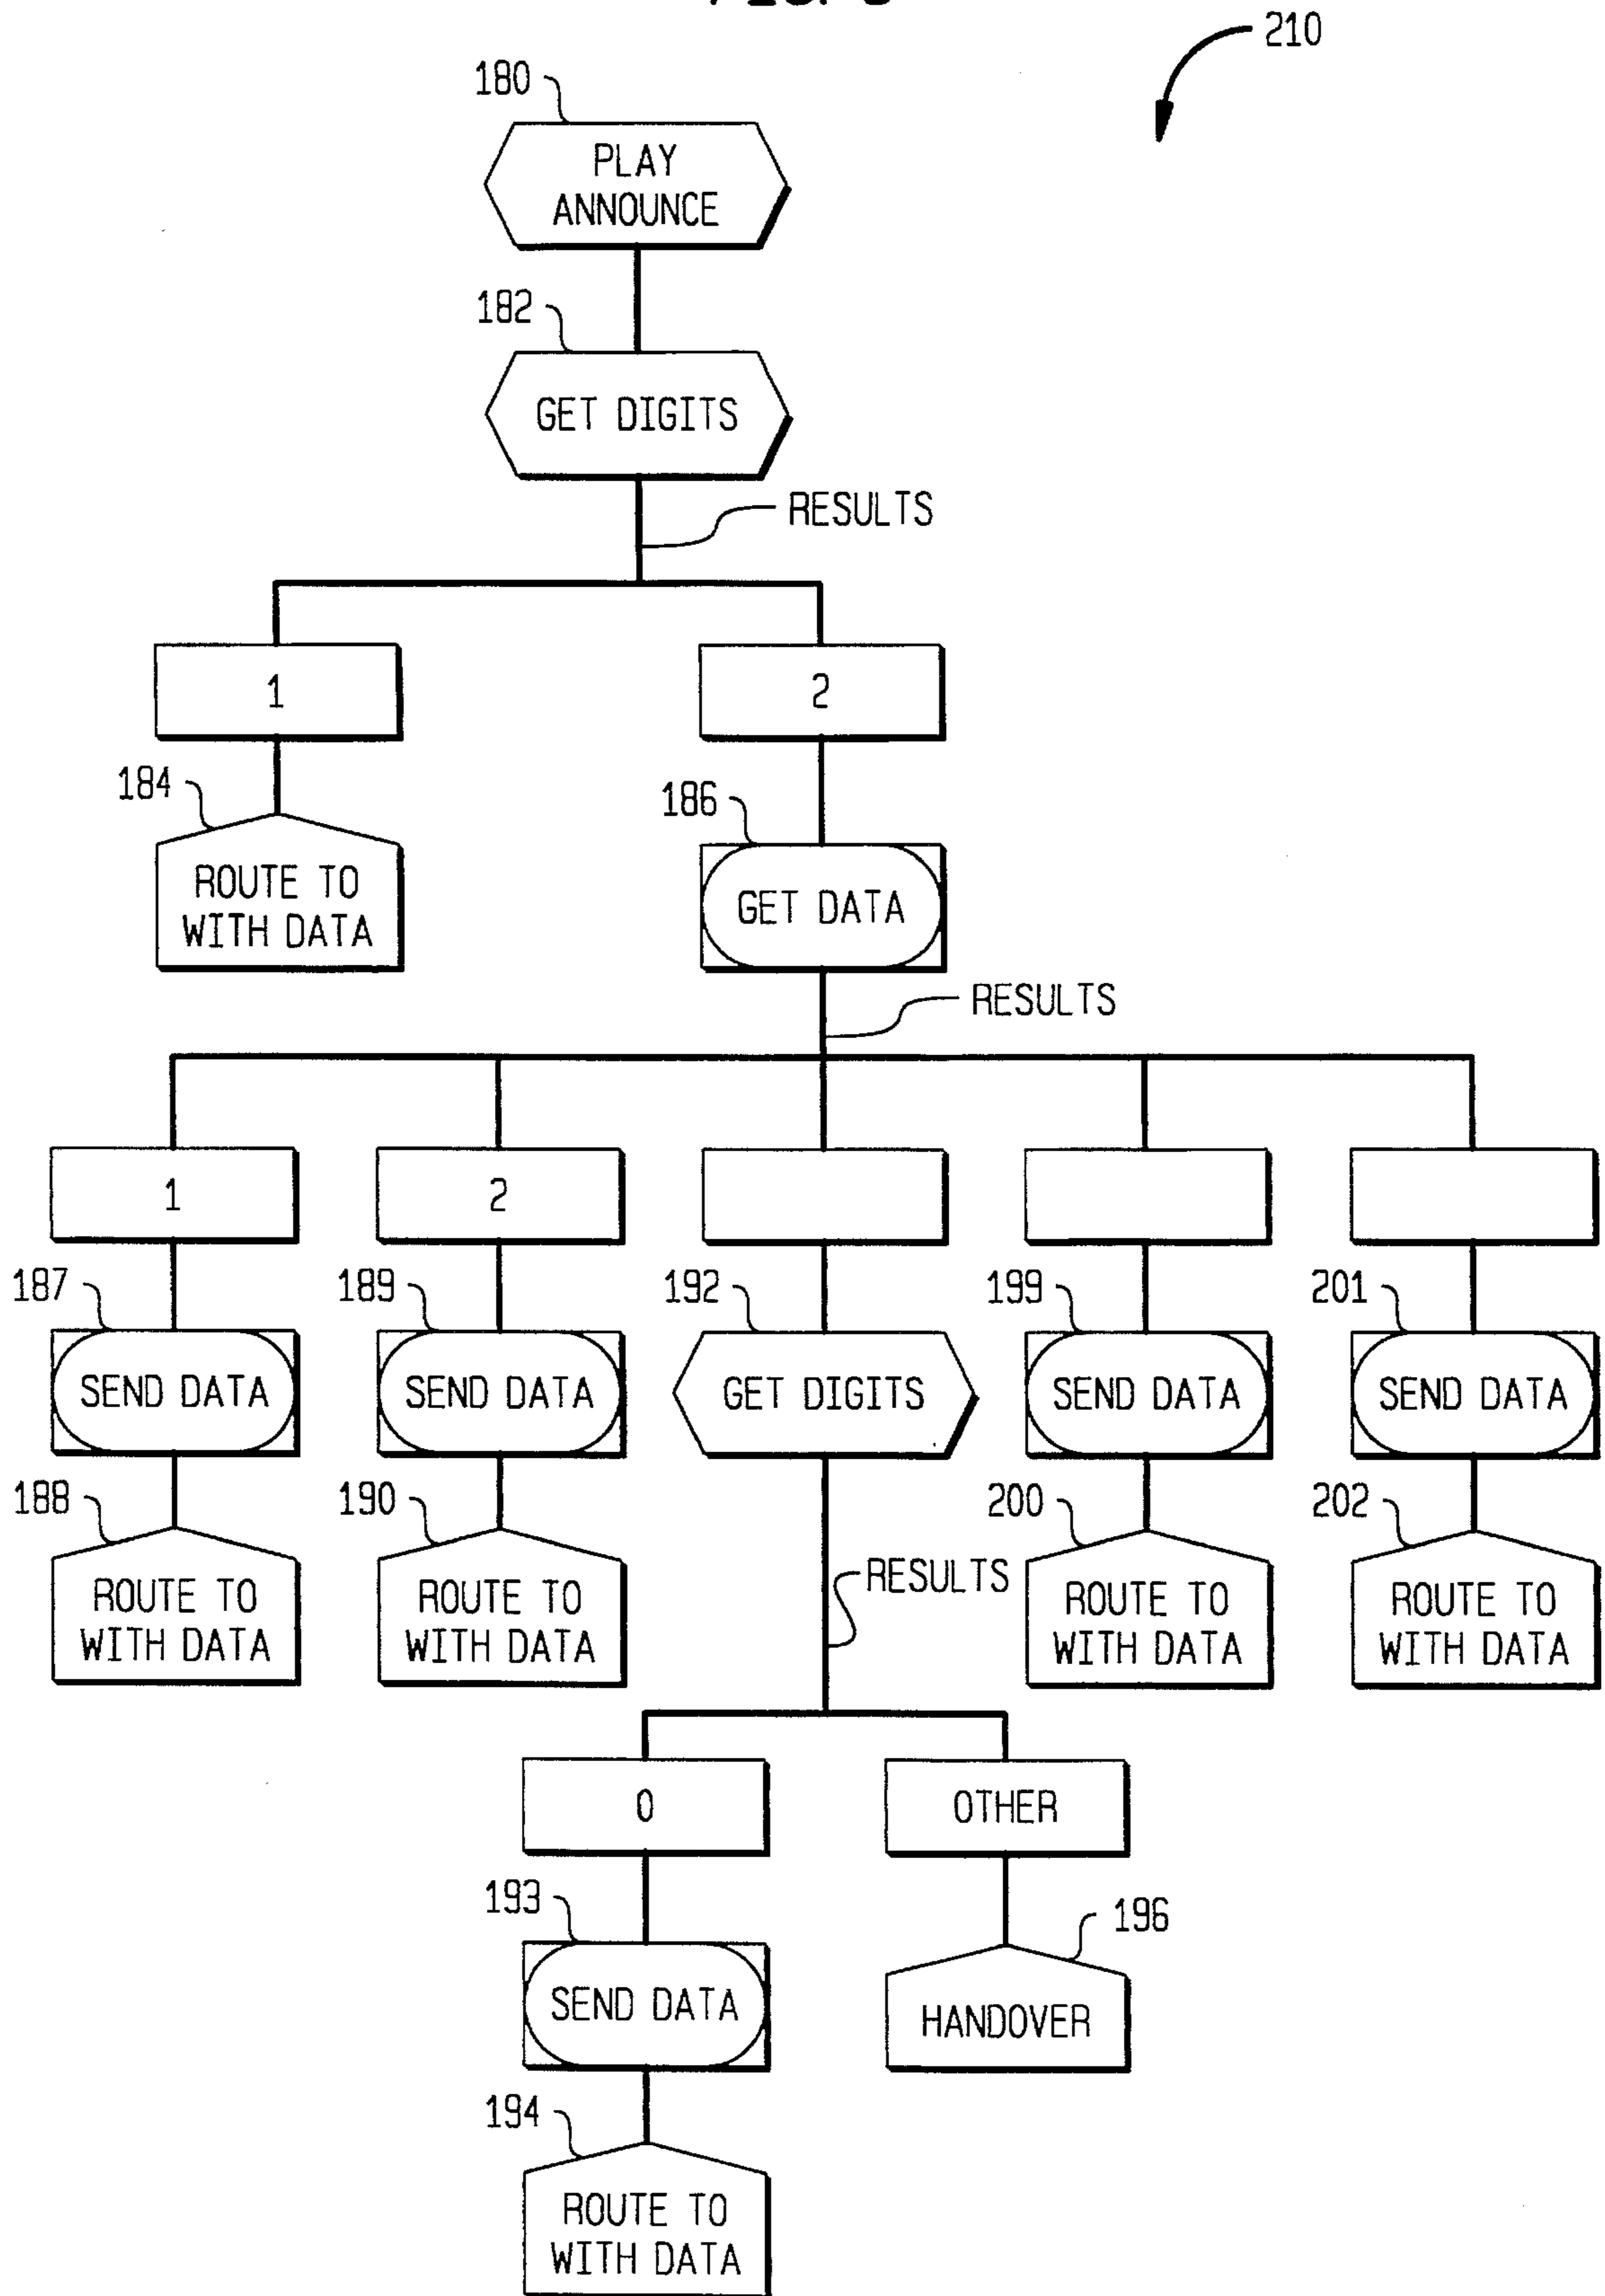 210
180
PLAY
ANNOUNCE
182
GET DIGITS
RESULTS
1
2
184
ROUTE TO
WITH DATA
186
GET DATA
RESULTS
1
2
187
SEND DATA
189
SEND DATA
192
GET DIGITS
199
SEND DATA
201
SEND DATA
188
ROUTE TO
WITH DATA
190
ROUTE TO
WITH DATA
RESULTS
200
ROUTE TO
WITH DATA
202
ROUTE TO
WITH DATA
0
OTHER
193
SEND DATA
196
HANDOVER
194
ROUTE TO
WITH DATA